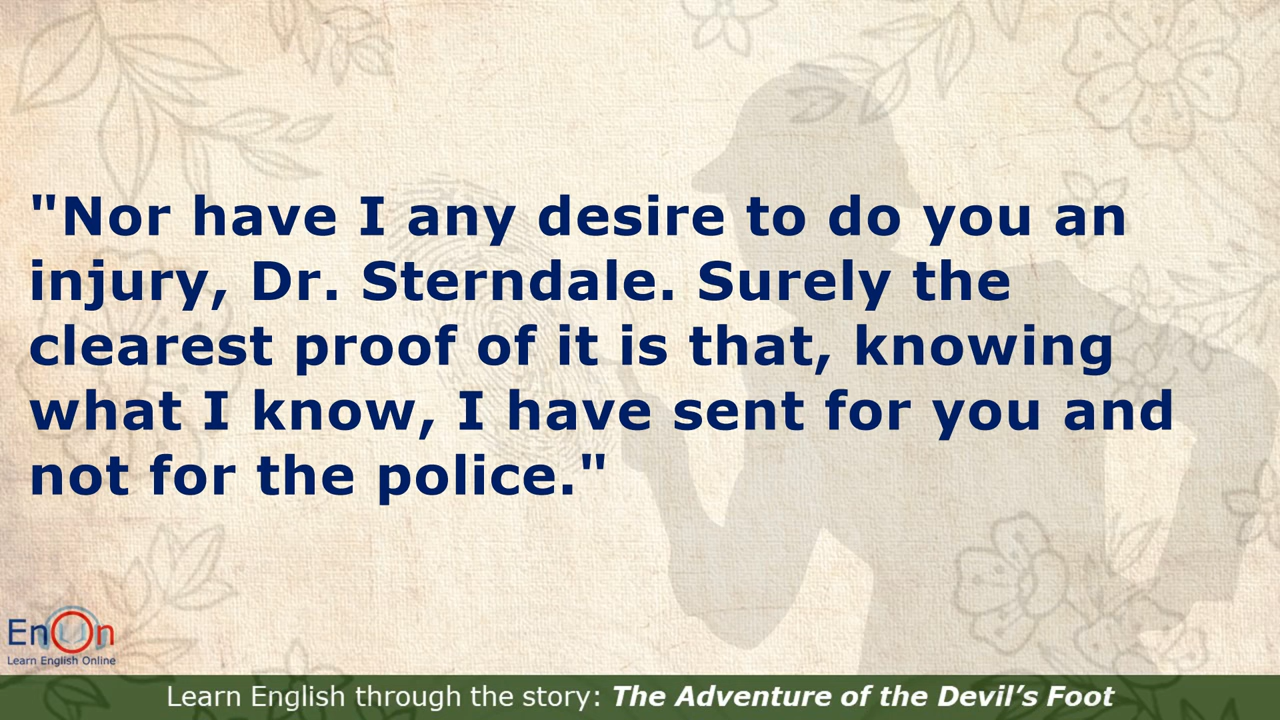 "Nor have I any desire to do you an
injury, Dr. Sterndale. Surely the
clearest proof of it is that, knowing
what I know, I have sent for you and
not for the police."
EnOn
Learn English Online
Learn English through the story: The Adventure of the Devil’s Foot